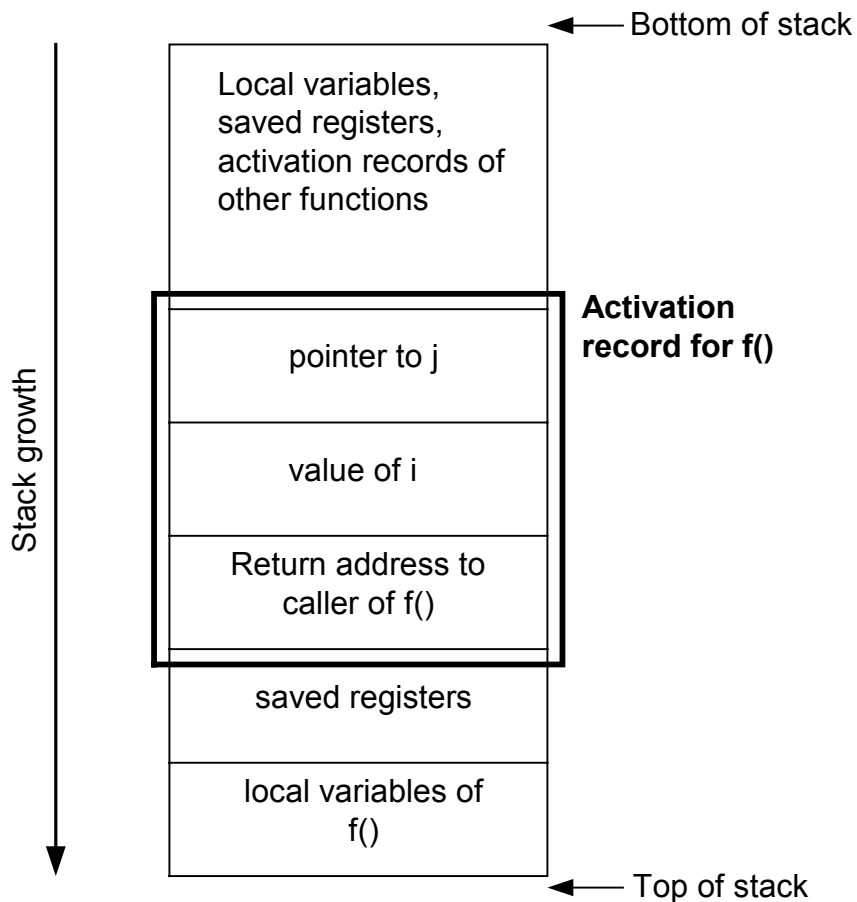 Bottom of stack
Local variables,
saved registers,
activation records of
other functions
Activation
record for f()
pointer to j
value of i
Return address to
caller of f()
saved registers
local variables of
f()
Top of stack
Stack growth